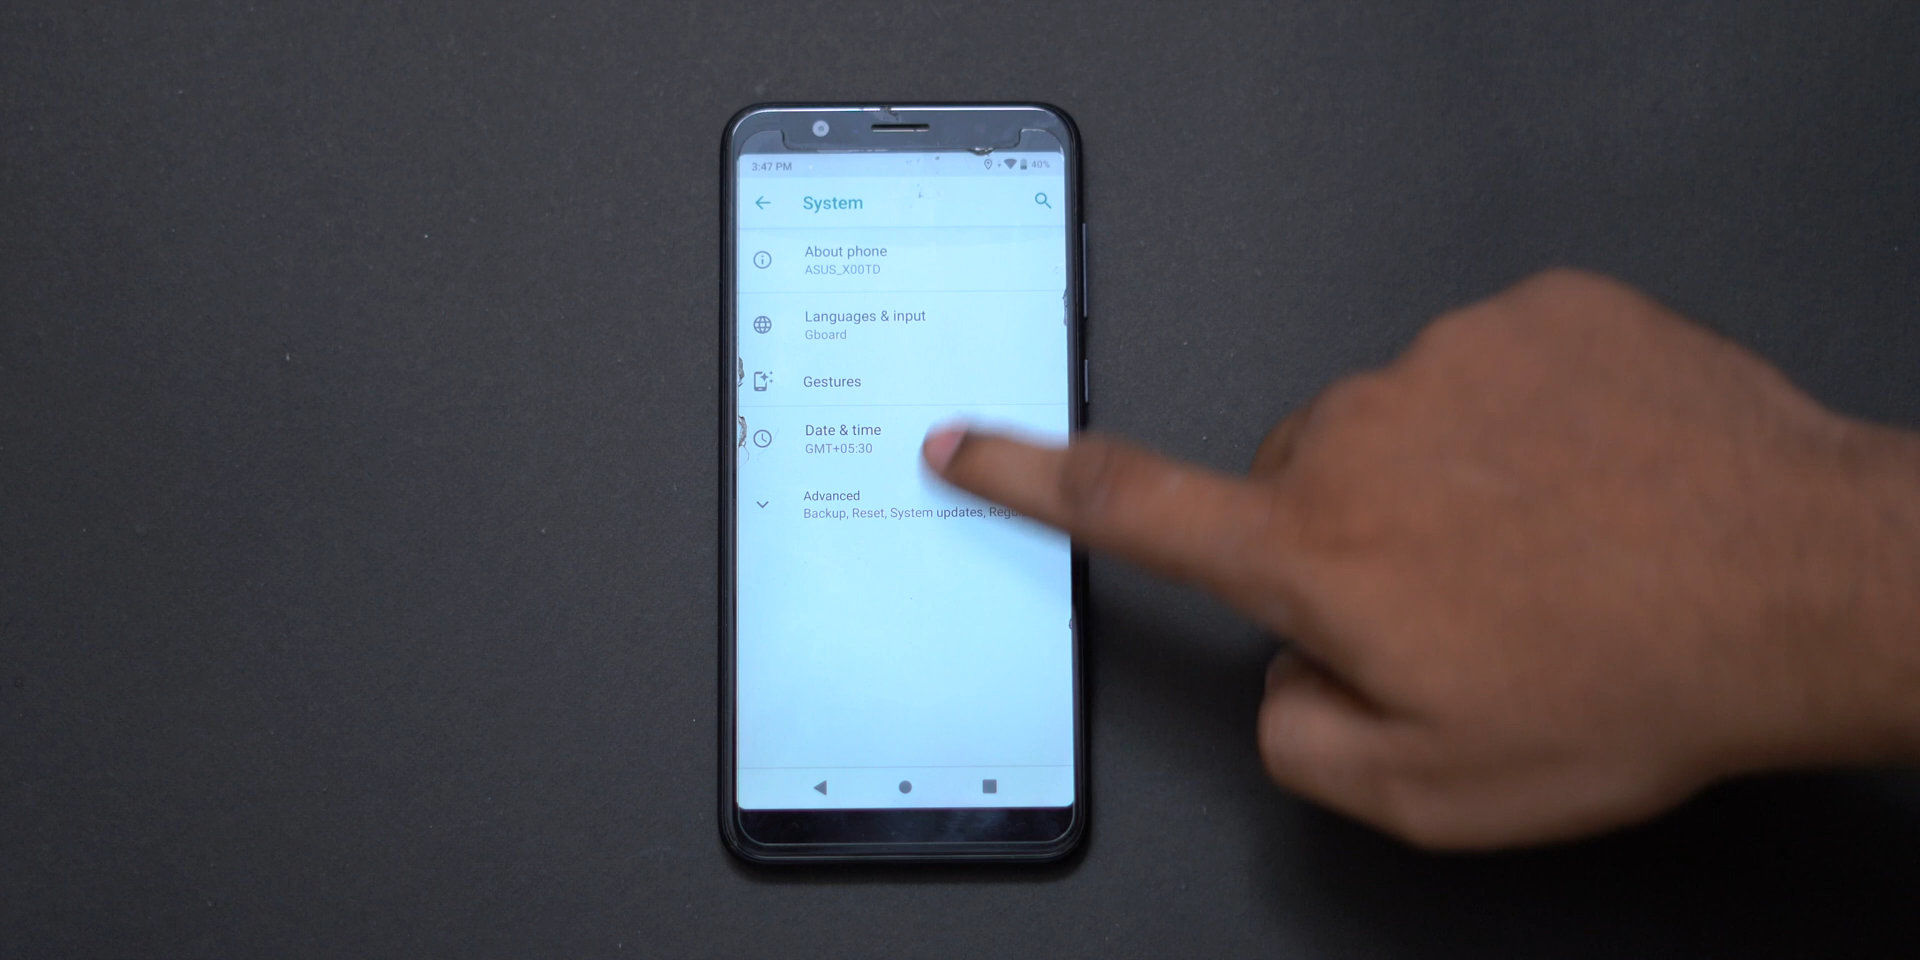 3:47 PM
40%
System
About phone
ASUS_X00TD
Languages & input
Gboard
Gestures
Date & time
GMT+05:30
Advanced
Backup, Reset, System updates,